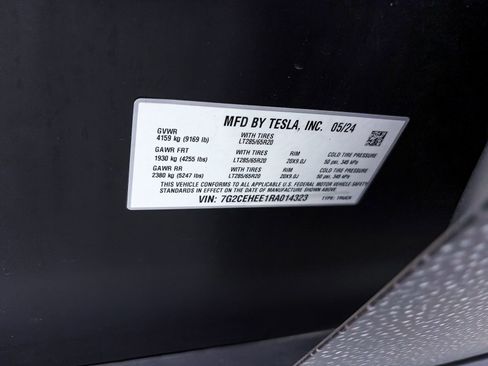 MFD BY TESLA, INC. 05/24
GVWR
4159 kg (9169 lb) WITH TIRES
LT285/65R20
GAWR FRT WITH TIRES RIM COLD TIRE PRESSURE
1930 kg (4255 lbs) LT285/65R20 20X9.0J 50 psi, 345 kPa
GAWR RR WITH TIRES RIM COLD TIRE PRESSURE
2380 kg (5247 lbs) LT285/65R20 20X9.0J 50 psi, 345 kPa
THIS VEHICLE CONFORMS TO ALL APPLICABLE U.S. FEDERAL MOTOR VEHICLE SAFETY
STANDARDS IN EFFECT ON THE DATE OF MANUFACTURE SHOWN ABOVE.
VIN: 7G2CEHEE1RA014323 TYPE: TRUCK